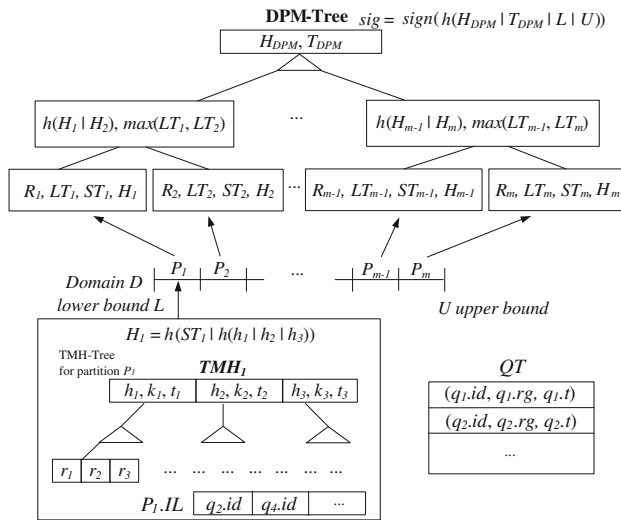 DPM-Tree sig = sign( h(H_DPM | T_DPM | L | U))
H_DPM, T_DPM
h(H_1 | H_2), max(LT_1, LT_2)
...
h(H_m-1 | H_m), max(LT_m-1, LT_m)
R_1, LT_1, ST_1, H_1
R_2, LT_2, ST_2, H_2
...
R_m-1, LT_m-1, ST_m-1, H_m-1
R_m, LT_m, ST_m, H_m
P_1
P_2
...
P_m-1
P_m
Domain D
lower bound L
U upper bound
H_1 = h(ST_1 | h(h_1 | h_2 | h_3))
TMH-Tree
for partition P_1
TMH_1
h_1, k_1, t_1
h_2, k_2, t_2
h_3, k_3, t_3
r_1
r_2
r_3
... ... ... ... ... ... ...
P_1.IL
q_2.id
q_4.id
...
QT
(q_1.id, q_1.rg, q_1.t)
(q_2.id, q_2.rg, q_2.t)
...